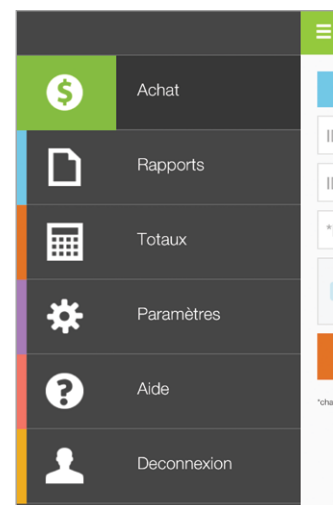 Achat
Rapports
Totaux
Paramètres
Aide
Deconnexion